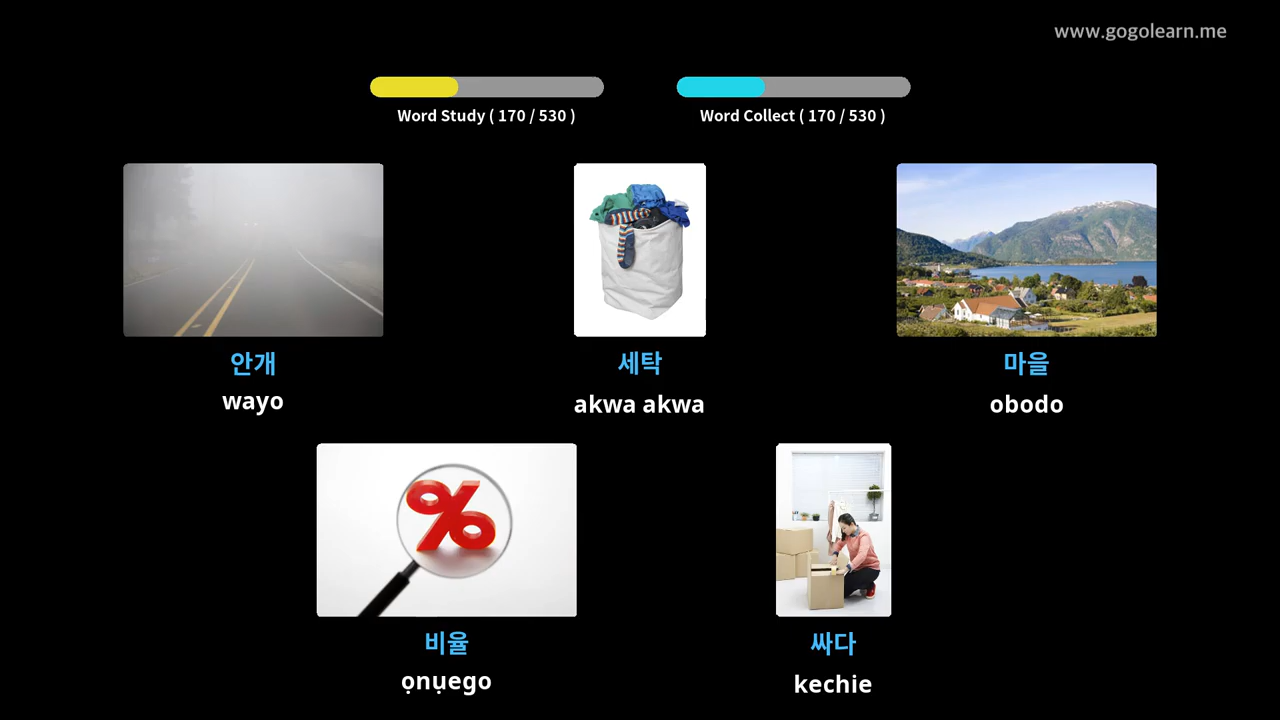 www.gogolearn.me
Word Study ( 170 / 530 )
Word Collect ( 170 / 530 )
안개
wayo
세탁
akwa akwa
마을
obodo
%
비율
ọnụego
싸다
kechie